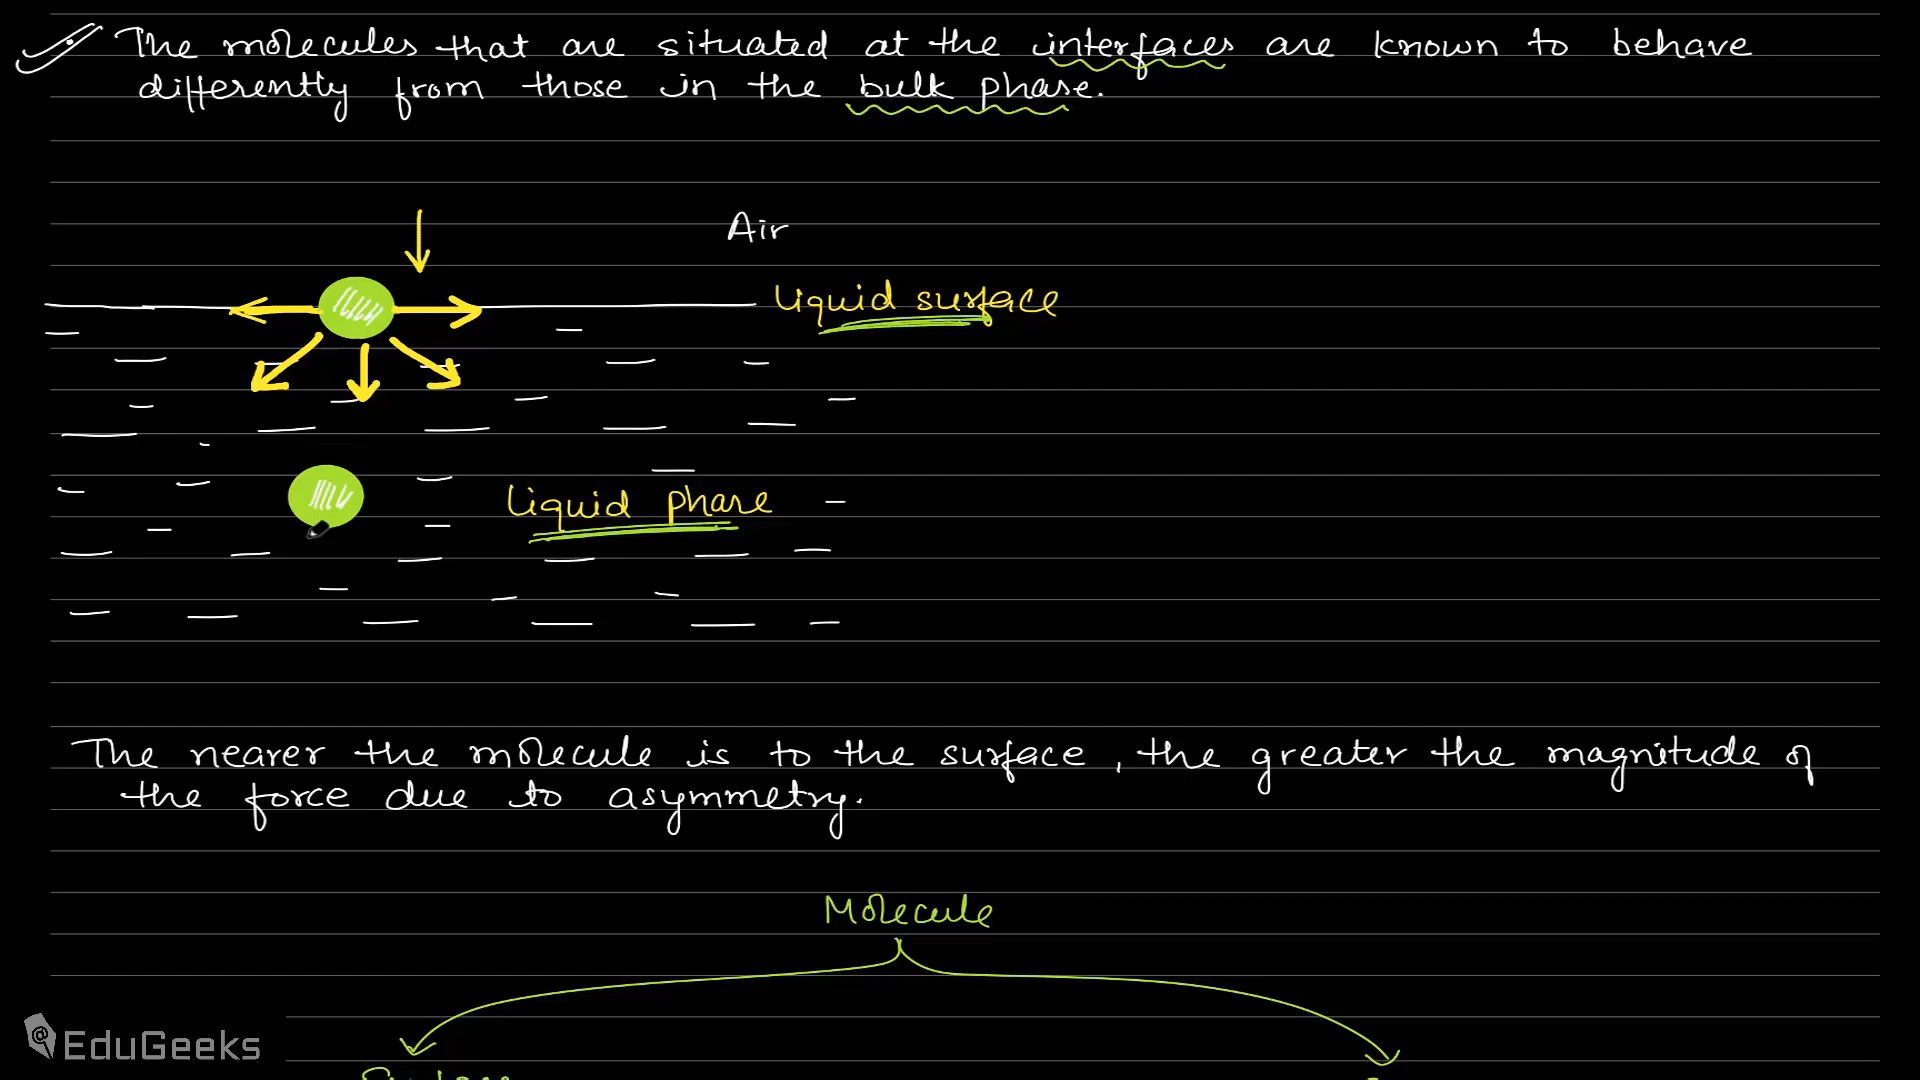 The molecules that are situated at the interfaces are known to behave
differently from those in the bulk phase.
Air
Liquid surface
Liquid phase
The nearer the molecule is to the surface, the greater the magnitude of
the force due to asymmetry.
Molecule
EduGeeks